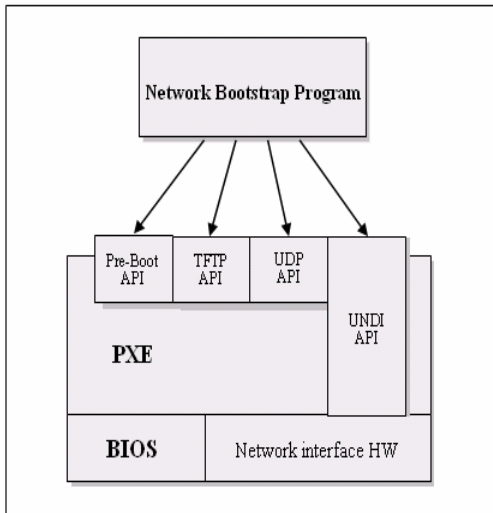 Network Bootstrap Program
Pre-Boot
API
TFTP
API
UDP
API
UNDI
API
PXE
BIOS
Network interface HW